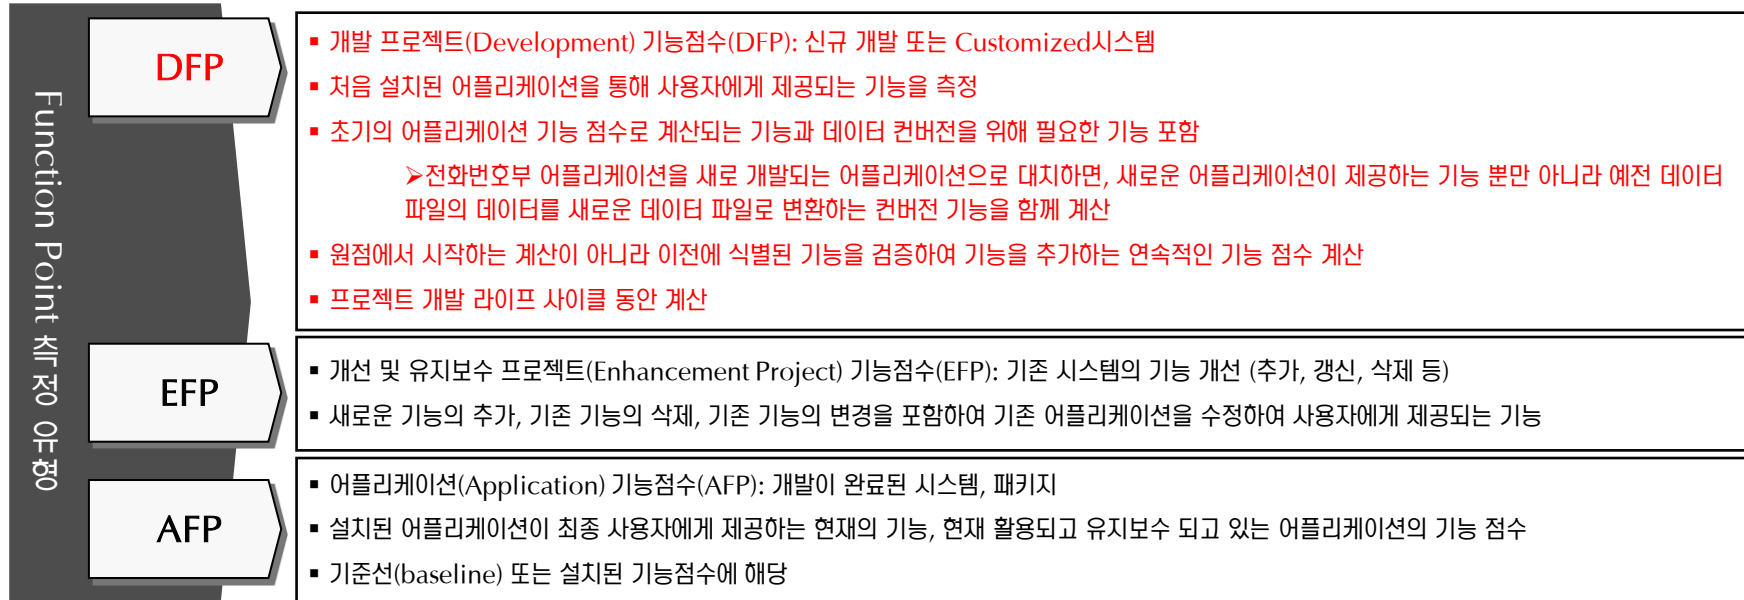 Function Point 측정 유형
DFP
▪ 개발 프로젝트(Development) 기능점수(DFP): 신규 개발 또는 Customized시스템
▪ 처음 설치된 어플리케이션을 통해 사용자에게 제공되는 기능을 측정
▪ 초기의 어플리케이션 기능 점수로 계산되는 기능과 데이터 컨버전을 위해 필요한 기능 포함
➢전화번호부 어플리케이션을 새로 개발되는 어플리케이션으로 대치하면, 새로운 어플리케이션이 제공하는 기능 뿐만 아니라 예전 데이터
파일의 데이터를 새로운 데이터 파일로 변환하는 컨버전 기능을 함께 계산
▪ 원점에서 시작하는 계산이 아니라 이전에 식별된 기능을 검증하여 기능을 추가하는 연속적인 기능 점수 계산
▪ 프로젝트 개발 라이프 사이클 동안 계산
EFP
▪ 개선 및 유지보수 프로젝트(Enhancement Project) 기능점수(EFP): 기존 시스템의 기능 개선 (추가, 갱신, 삭제 등)
▪ 새로운 기능의 추가, 기존 기능의 삭제, 기존 기능의 변경을 포함하여 기존 어플리케이션을 수정하여 사용자에게 제공되는 기능
AFP
▪ 어플리케이션(Application) 기능점수(AFP): 개발이 완료된 시스템, 패키지
▪ 설치된 어플리케이션이 최종 사용자에게 제공하는 현재의 기능, 현재 활용되고 유지보수 되고 있는 어플리케이션의 기능 점수
▪ 기준선(baseline) 또는 설치된 기능점수에 해당